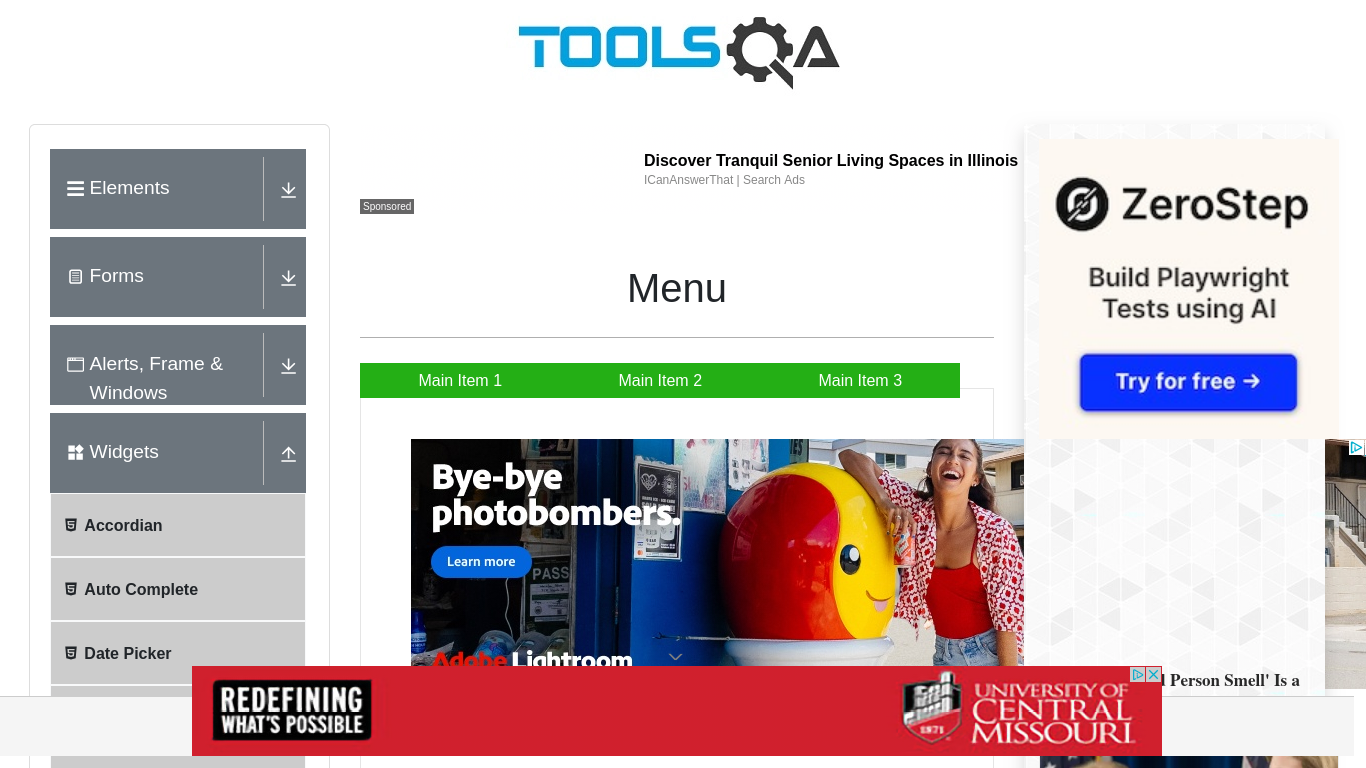 TOOLSQA
Elements
Forms
Alerts, Frame &
Windows
Widgets
Accordian
Auto Complete
Date Picker
Discover Tranquil Senior Living Spaces in Illinois
ICanAnswerThat | Search Ads
Sponsored
Menu
Main Item 1
Main Item 2
Main Item 3
Bye-bye
photobombers.
Learn more
PASS
Adobe Lightroom
ZeroStep
Build Playwright
Tests using AI
Try for free →
Person Smell' Is a
REDEFINING
WHAT'S POSSIBLE
1871
UNIVERSITY OF
CENTRAL
MISSOURI